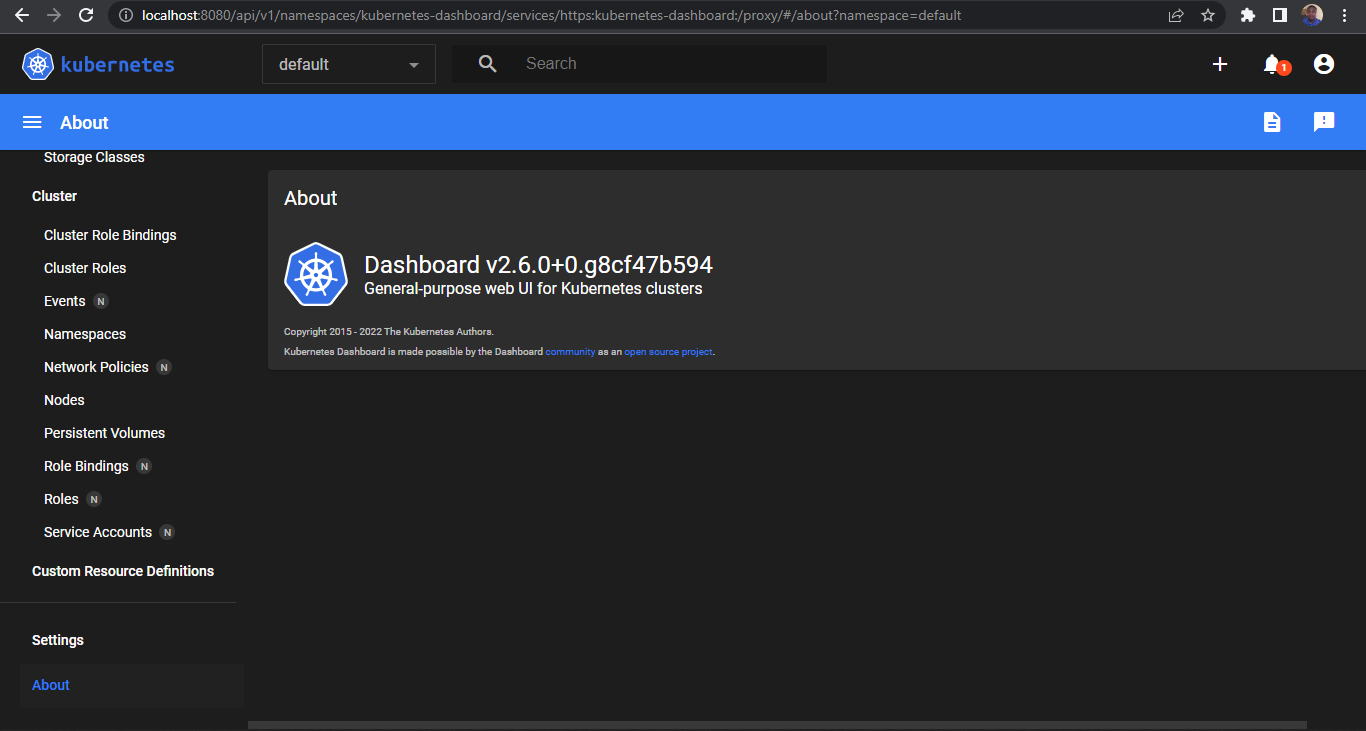 localhost:8080/api/v1/namespaces/kubernetes-dashboard/services/https:kubernetes-dashboard:/proxy/#/about?namespace=default
kubernetes
default
Search
1
About
Storage Classes
Cluster
Cluster Role Bindings
Cluster Roles
Events N
Namespaces
Network Policies N
Nodes
Persistent Volumes
Role Bindings N
Roles N
Service Accounts N
Custom Resource Definitions
Settings
About
About
Dashboard v2.6.0+0.g8cf47b594
General-purpose web UI for Kubernetes clusters
Copyright 2015 - 2022 The Kubernetes Authors.
Kubernetes Dashboard is made possible by the Dashboard community as an open source project.